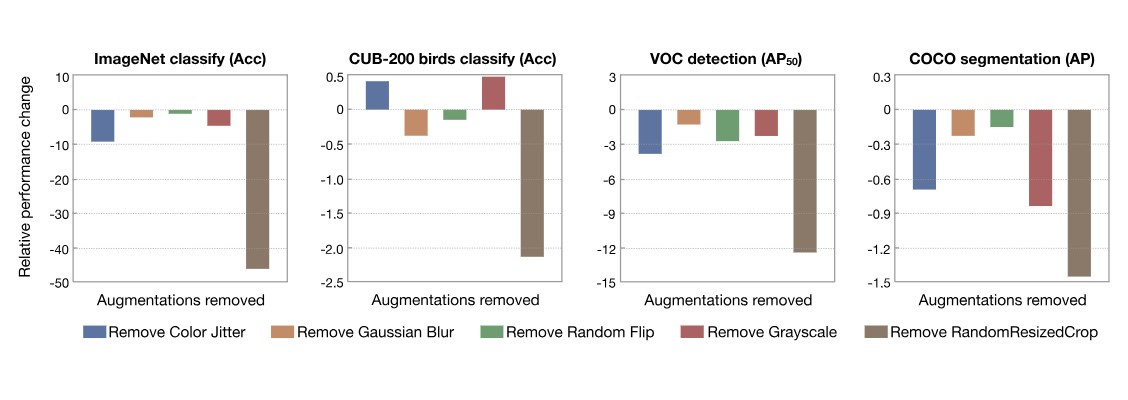 ImageNet classify (Acc)
CUB-200 birds classify (Acc)
VOC detection (AP50)
COCO segmentation (AP)
Relative performance change
10
0
-10
-20
-30
-40
-50
0.5
0
-0.5
-1.0
-1.5
-2.0
-2.5
3
0
-3
-6
-9
-12
-15
0.3
0
-0.3
-0.6
-0.9
-1.2
-1.5
Augmentations removed
Augmentations removed
Augmentations removed
Augmentations removed
Remove Color Jitter
Remove Gaussian Blur
Remove Random Flip
Remove Grayscale
Remove RandomResizedCrop